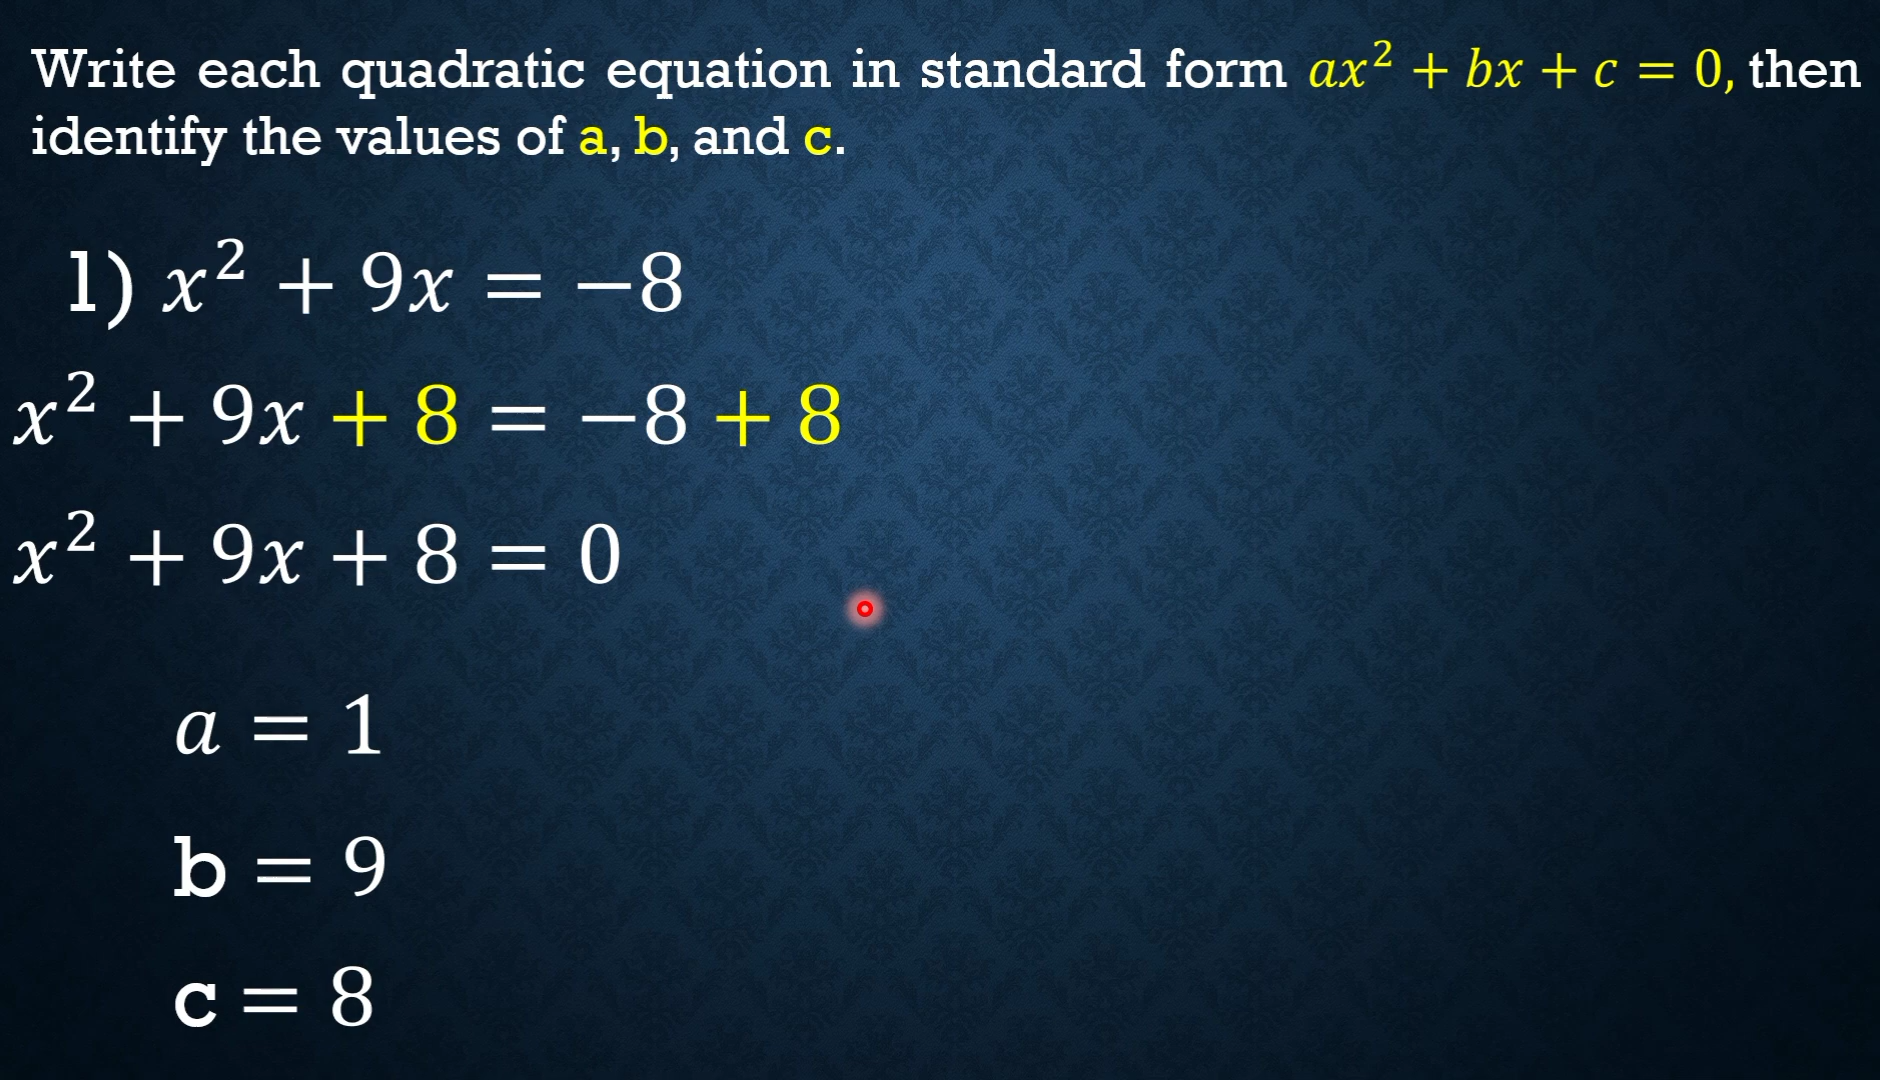 Write each quadratic equation in standard form 𝑎𝑥² + 𝑏𝑥 + 𝑐 = 0, then
identify the values of a, b, and c.
1) 𝑥² + 9𝑥 = −8
𝑥² + 9𝑥 + 8 = −8 + 8
𝑥² + 9𝑥 + 8 = 0
𝑎 = 1
b = 9
c = 8